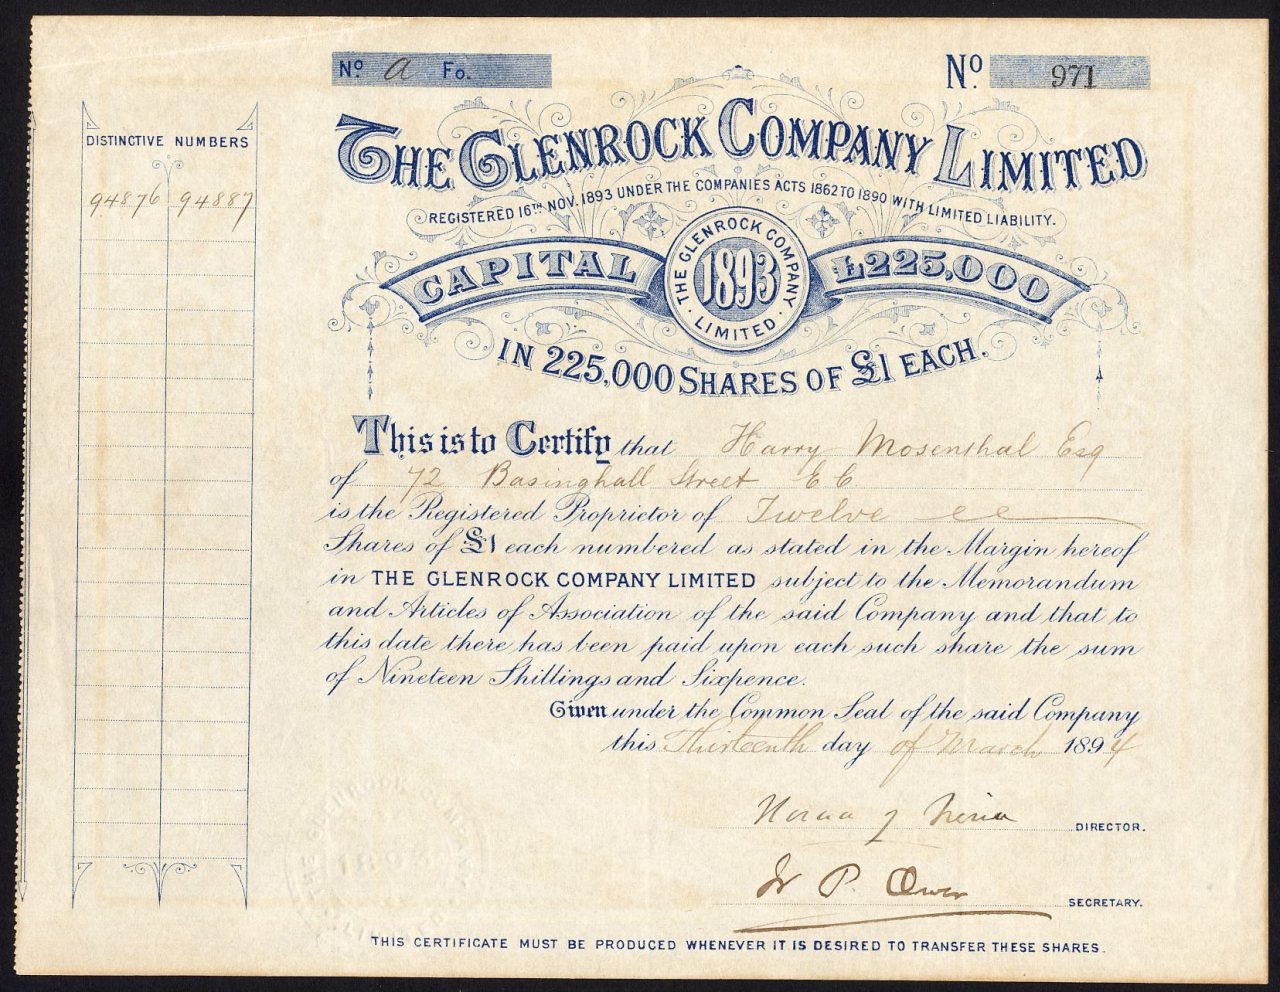 No. a Fo.
No. 971
DISTINCTIVE NUMBERS
94876 94887
THE GLENROCK COMPANY LIMITED
REGISTERED 16TH NOV. 1893 UNDER THE COMPANIES ACTS 1862 TO 1890 WITH LIMITED LIABILITY.
CAPITAL £225,000
THE GLENROCK COMPANY
1893
· LIMITED ·
IN 225,000 SHARES OF £1 EACH.
This is to Certify that Harry Mosenthal Esq
of 72 Basinghall Street E C.
is the Registered Proprietor of Twelve
Shares of £1 each numbered as stated in the Margin hereof
in THE GLENROCK COMPANY LIMITED subject to the Memorandum
and Articles of Association of the said Company and that to
this date there has been paid upon each such share the sum
of Nineteen Shillings and Sixpence.
Given under the Common Seal of the said Company
this Thirteenth day of March 1894
DIRECTOR.
W P. Owen
SECRETARY.
THE GLENROCK COMPANY
1893
LIMITED
THIS CERTIFICATE MUST BE PRODUCED WHENEVER IT IS DESIRED TO TRANSFER THESE SHARES.